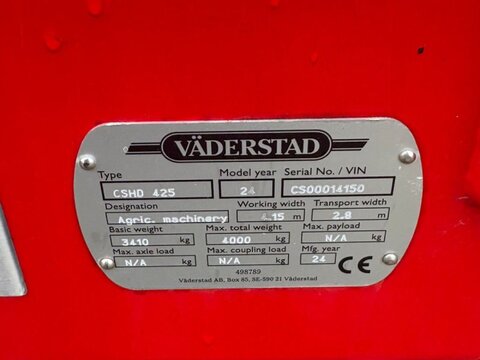 VÄDERSTAD
Type Model year Serial No. / VIN
CSHD 425 24 CS00014150
Designation Working width Transport width
Agric. machinery 4.15 m 2.8 m
Basic weight Max. total weight Max. payload
3410 kg 4000 kg N/A kg
Max. axle load Max. coupling load Mfg. year
N/A kg N/A kg 24 CE
498789
Väderstad AB, Box 85, SE-590 21 Väderstad